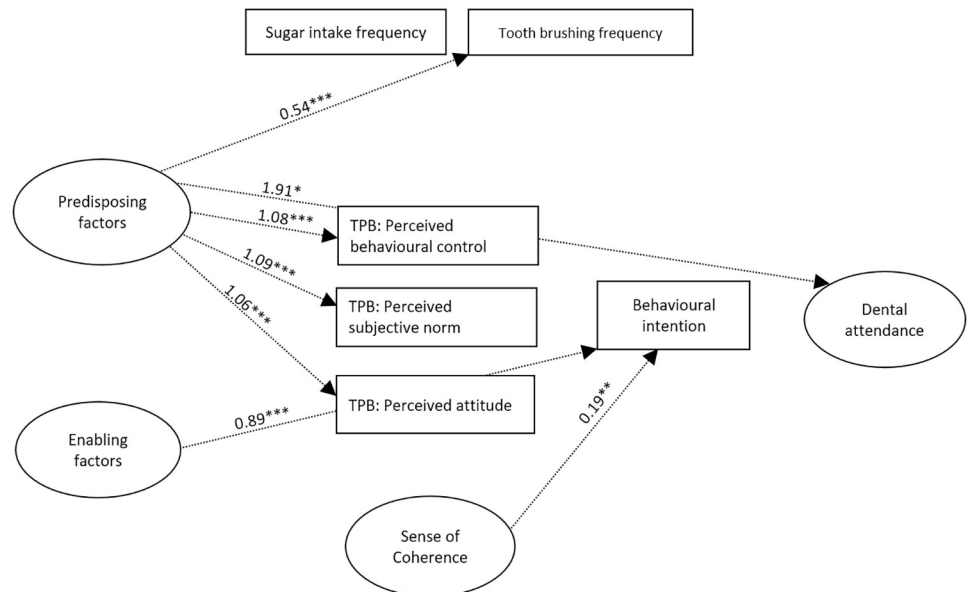 Sugar intake frequency
Tooth brushing frequency
0.54***
Predisposing
factors
1.91*
1.08***
TPB: Perceived
behavioural control
1.09***
1.06***
TPB: Perceived
subjective norm
Behavioural
intention
Dental
attendance
TPB: Perceived attitude
0.89***
0.19**
Enabling
factors
Sense of
Coherence